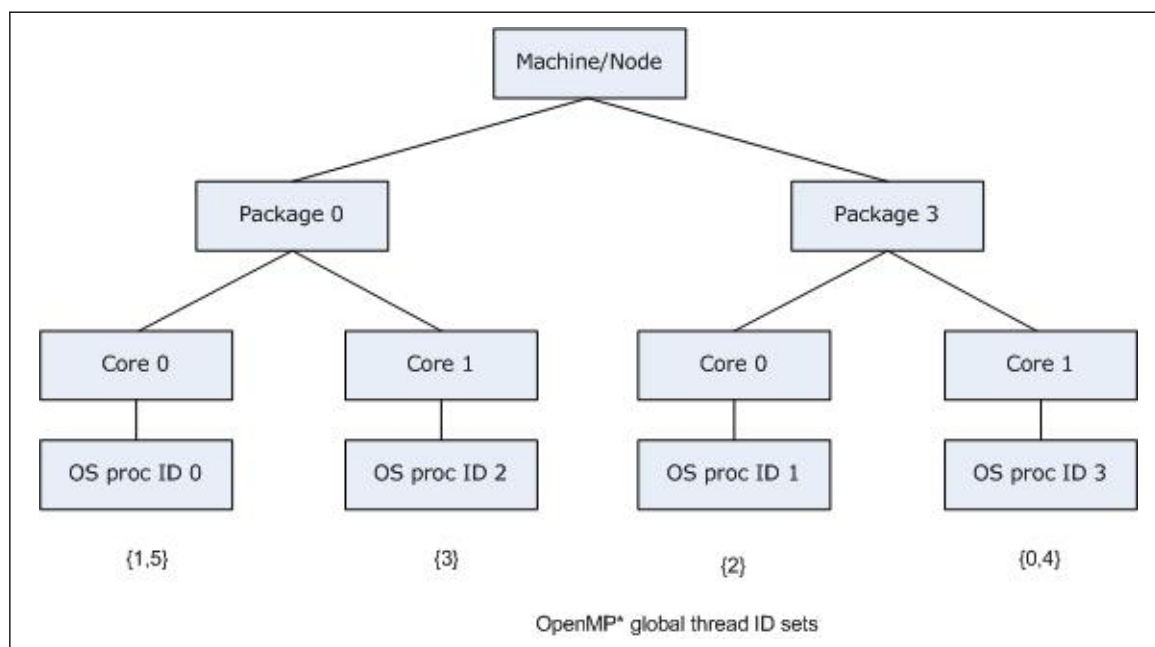 Machine/Node
Package 0
Package 3
Core 0
Core 1
Core 0
Core 1
OS proc ID 0
OS proc ID 2
OS proc ID 1
OS proc ID 3
{1,5}
{3}
{2}
{0,4}
OpenMP* global thread ID sets